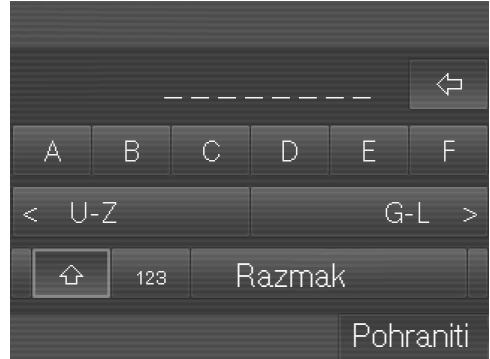 _ _ _ _ _ _ _ _
A B C D E F
< U-Z G-L >
123 Razmak
Pohraniti